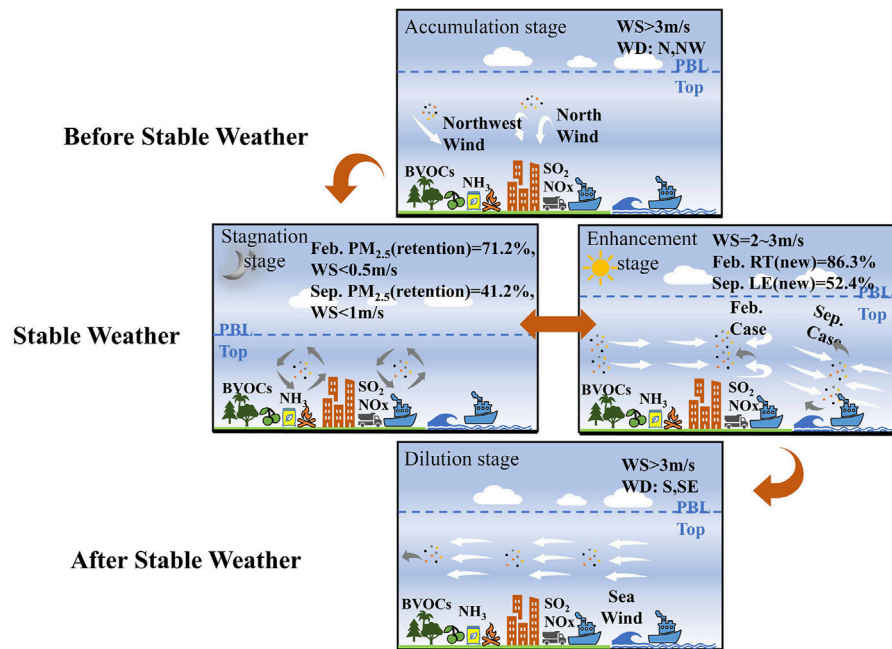 Accumulation stage
WS>3m/s
WD: N,NW
PBL
Top
Northwest
Wind
North
Wind
BVOCs
NH₃
SO₂
NOx
Before Stable Weather
Stagnation
stage
Feb. PM₂.₅(retention)=71.2%,
WS<0.5m/s
Sep. PM₂.₅(retention)=41.2%,
WS<1m/s
PBL
Top
BVOCs
NH₃
SO₂
NOx
Stable Weather
Enhancement
stage
WS=2~3m/s
Feb. RT(new)=86.3%
Sep. LE(new)=52.4%
PBL
Top
Feb.
Case
Sep.
Case
BVOCs
NH₃
SO₂
NOx
Dilution stage
WS>3m/s
WD: S,SE
PBL
Top
BVOCs
NH₃
SO₂
NOx
Sea
Wind
After Stable Weather